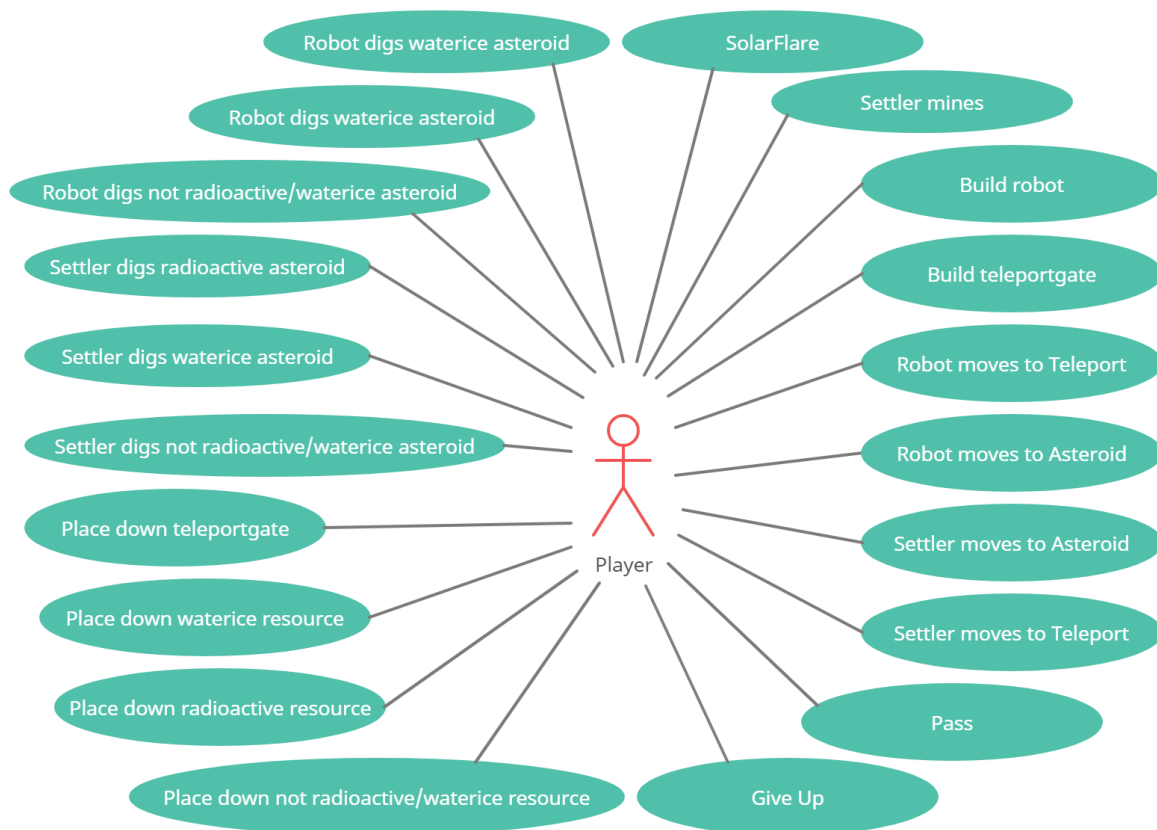 Robot digs waterice asteroid
SolarFlare
Robot digs waterice asteroid
Settler mines
Robot digs not radioactive/waterice asteroid
Build robot
Settler digs radioactive asteroid
Build teleportgate
Settler digs waterice asteroid
Robot moves to Teleport
Settler digs not radioactive/waterice asteroid
Robot moves to Asteroid
Place down teleportgate
Settler moves to Asteroid
Player
Place down waterice resource
Settler moves to Teleport
Place down radioactive resource
Pass
Place down not radioactive/waterice resource
Give Up